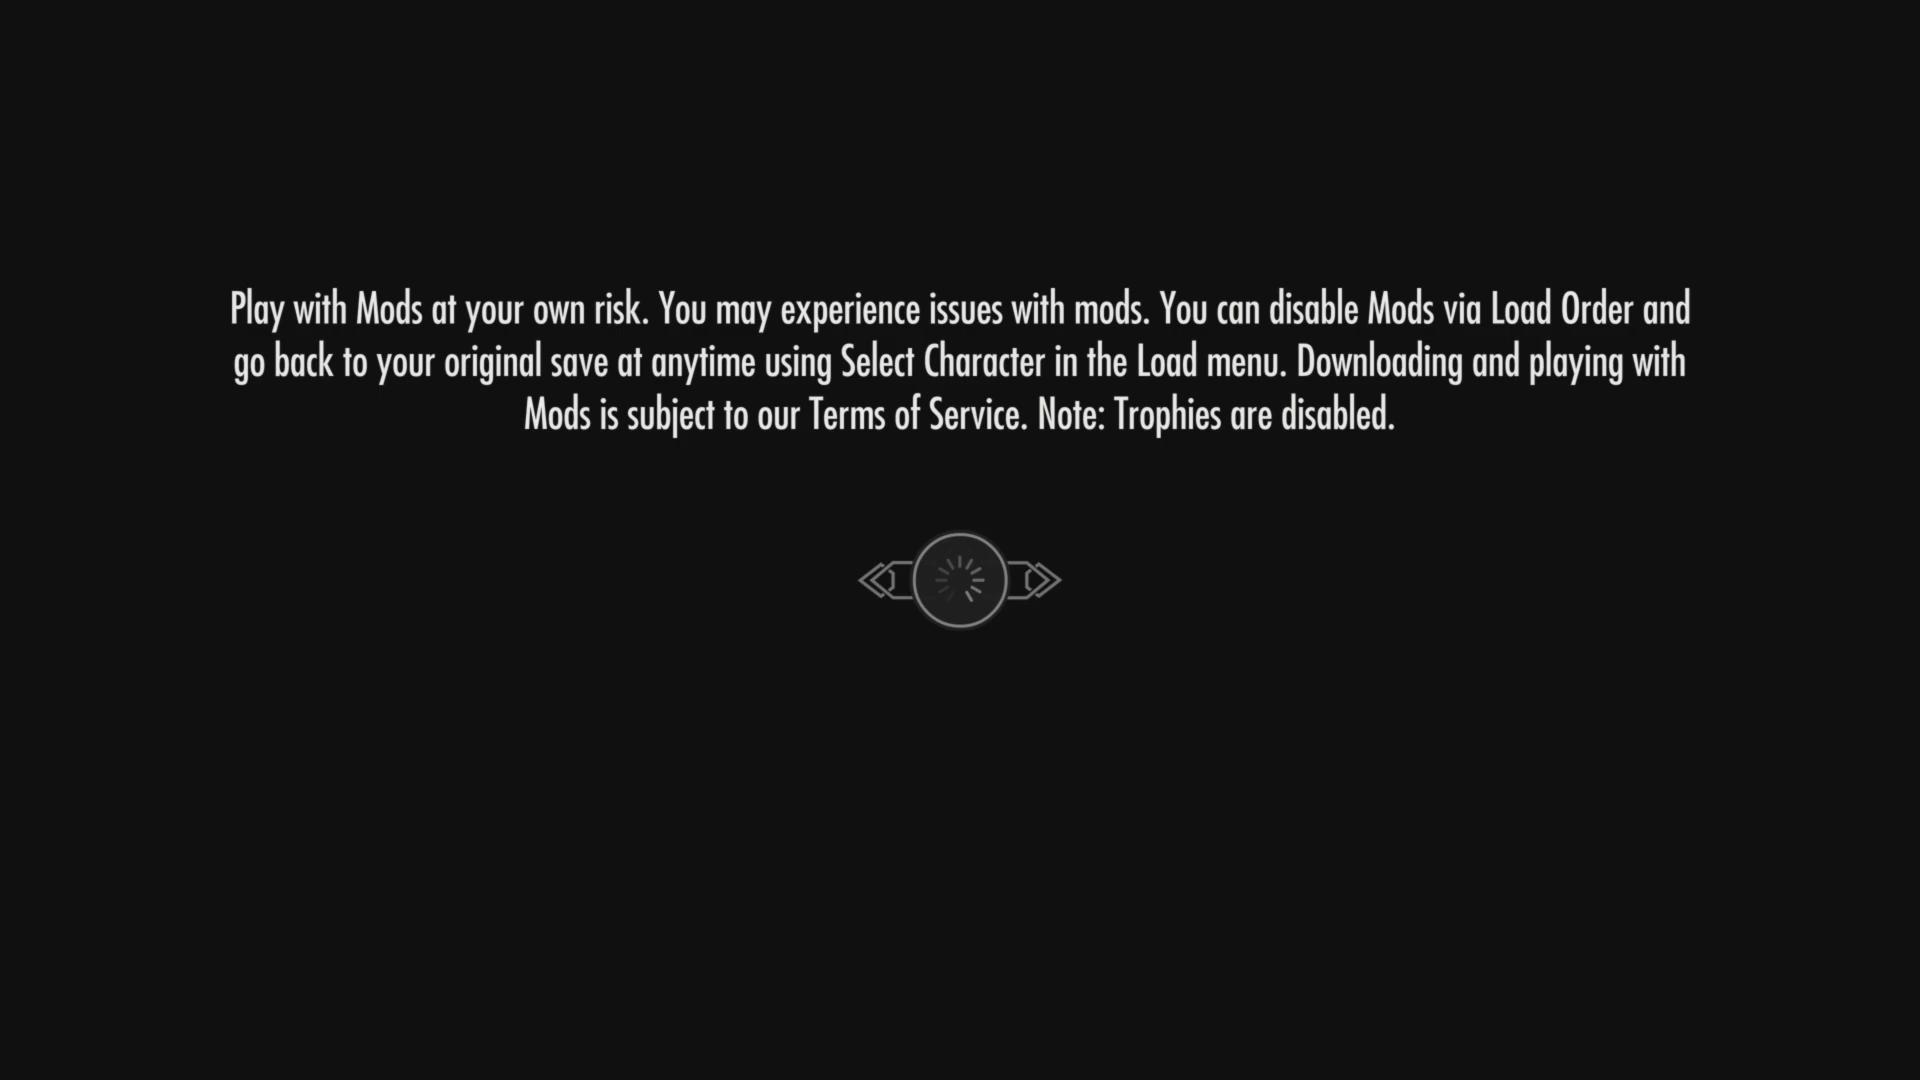 Play with Mods at your own risk. You may experience issues with mods. You can disable Mods via Load Order and
go back to your original save at anytime using Select Character in the Load menu. Downloading and playing with
Mods is subject to our Terms of Service. Note: Trophies are disabled.